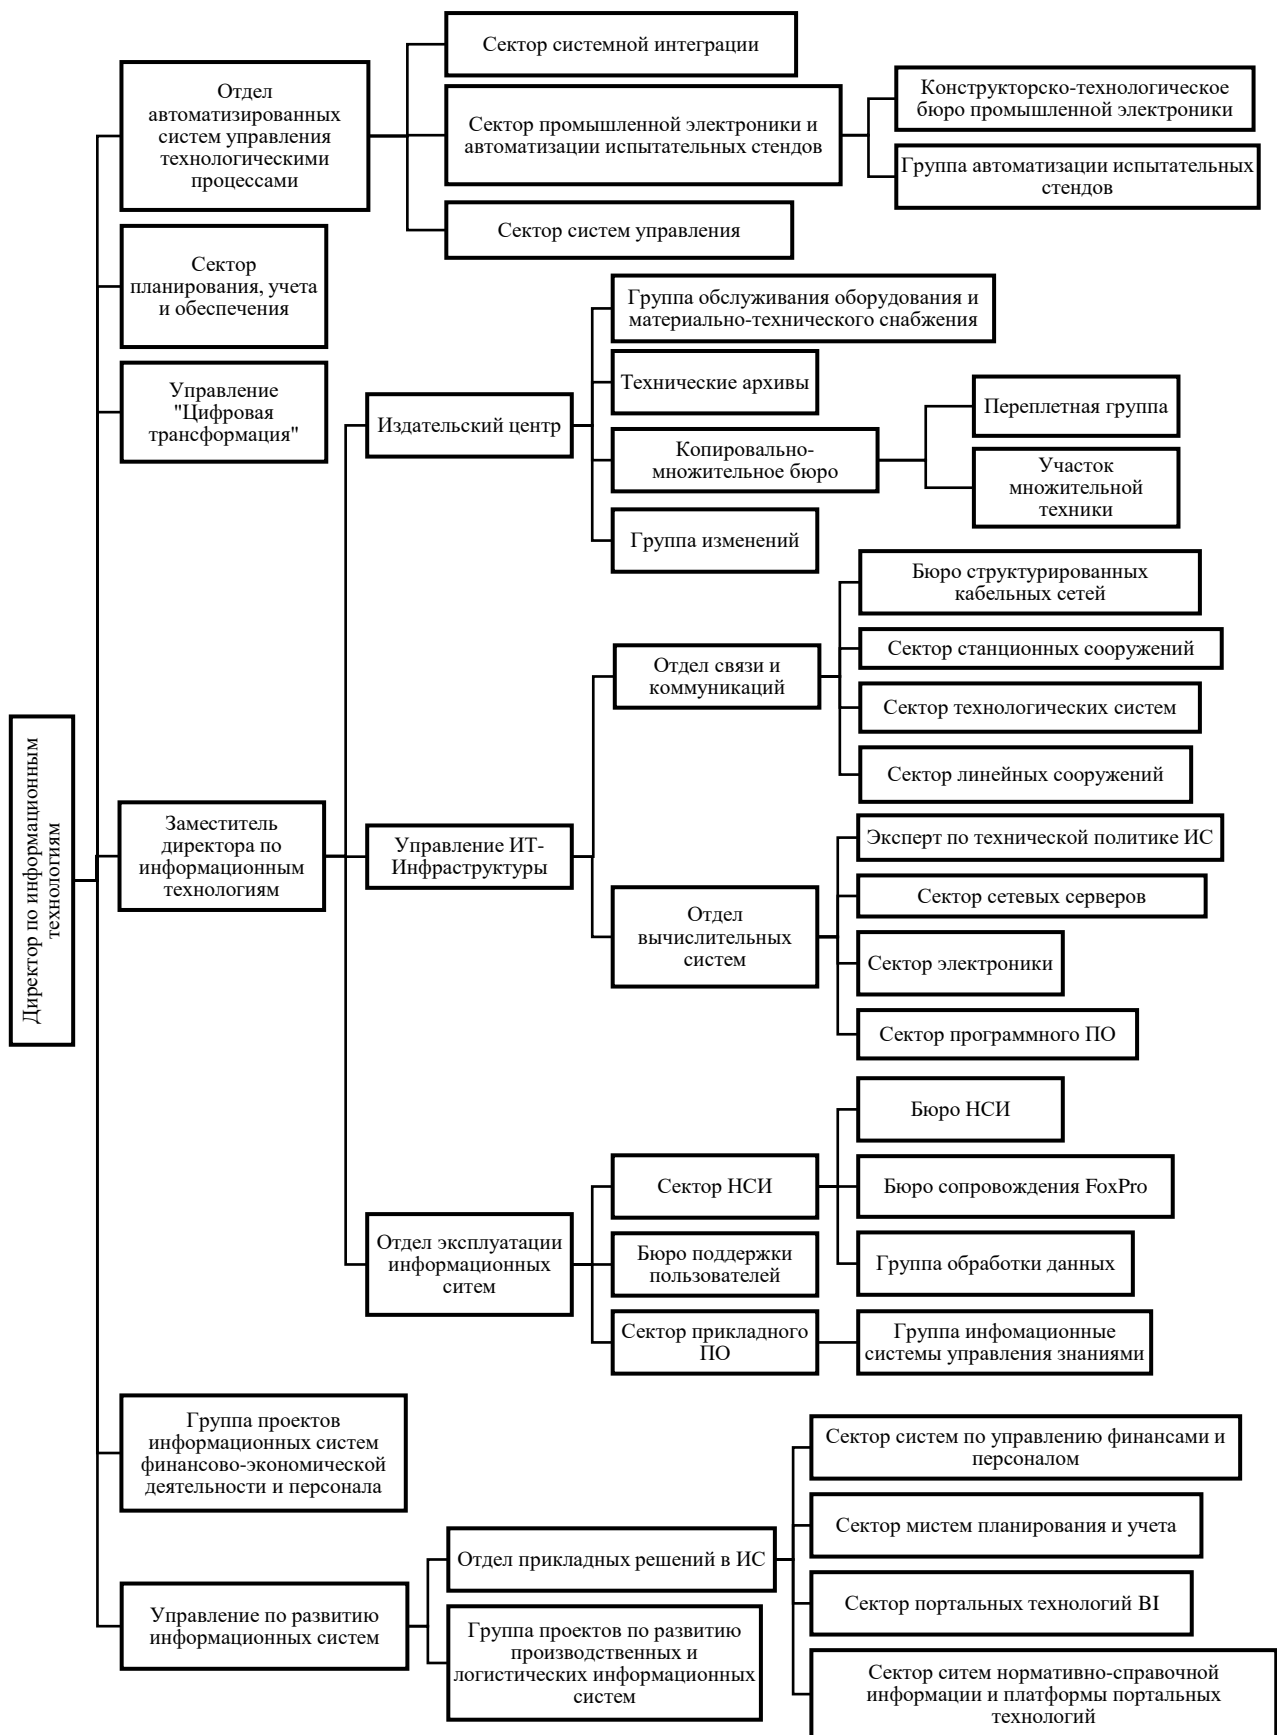 Директор по информационным
технологиям
Отдел
автоматизированных
систем управления
технологическими
процессами
Сектор системной интеграции
Сектор промышленной электроники и
автоматизации испытательных стендов
Конструкторско-технологическое
бюро промышленной электроники
Группа автоматизации испытательных
стендов
Сектор систем управления
Сектор
планирования, учета
и обеспечения
Управление
"Цифровая
трансформация"
Заместитель
директора по
информационным
технологиям
Издательский центр
Группа обслуживания оборудования и
материально-технического снабжения
Технические архивы
Копировально-
множительное бюро
Переплетная группа
Участок
множительной
техники
Группа изменений
Управление ИТ-
Инфраструктуры
Отдел связи и
коммуникаций
Бюро структурированных
кабельных сетей
Сектор станционных сооружений
Сектор технологических систем
Сектор линейных сооружений
Отдел
вычислительных
систем
Эксперт по технической политике ИС
Сектор сетевых серверов
Сектор электроники
Сектор программного ПО
Отдел эксплуатации
информационных
ситем
Сектор НСИ
Бюро НСИ
Бюро сопровождения FoxPro
Группа обработки данных
Бюро поддержки
пользователей
Сектор прикладного
ПО
Группа инфомационные
системы управления знаниями
Группа проектов
информационных систем
финансово-экономической
деятельности и персонала
Управление по развитию
информационных систем
Отдел прикладных решений в ИС
Сектор систем по управлению финансами и
персоналом
Сектор мистем планирования и учета
Сектор портальных технологий BI
Сектор ситем нормативно-справочной
информации и платформы портальных
технологий
Группа проектов по развитию
производственных и
логистических информационных
систем